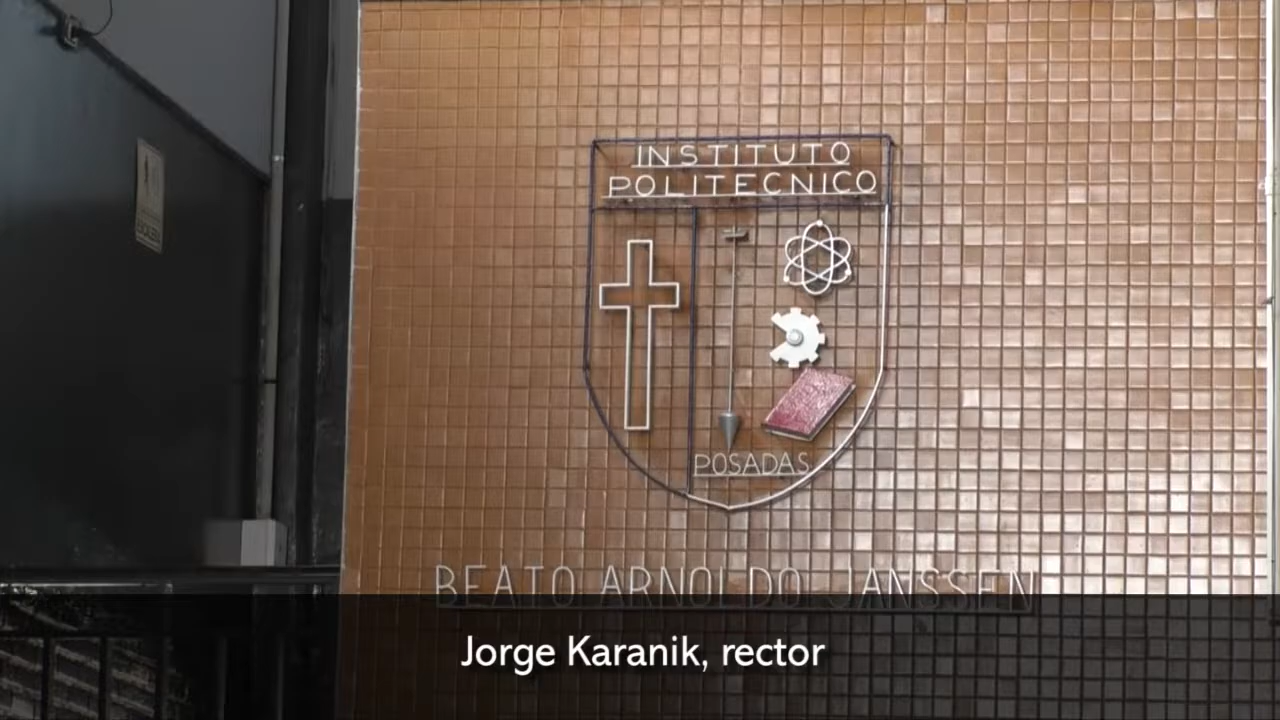 INSTITUTO
POLITECNICO
POSADAS
BEATO ARNOLDO JANSSEN
Jorge Karanik, rector